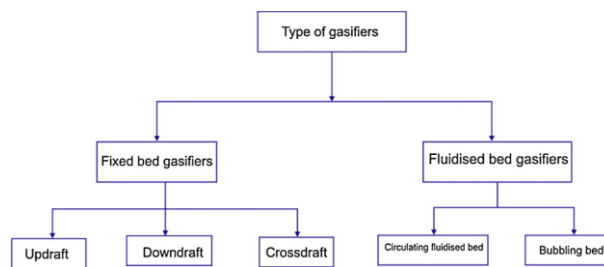 Type of gasifiers
Fixed bed gasifiers
Fluidised bed gasifiers
Updraft
Downdraft
Crossdraft
Circulating fluidised bed
Bubbling bed